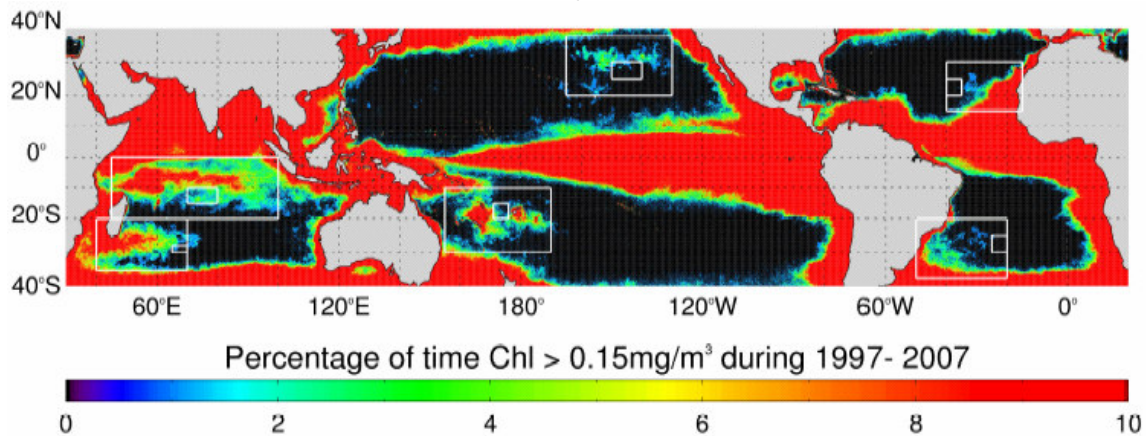 40°N
20°N
0°
20°S
40°S
60°E 120°E 180° 120°W 60°W 0°
Percentage of time Chl > 0.15mg/m³ during 1997- 2007
0 2 4 6 8 10